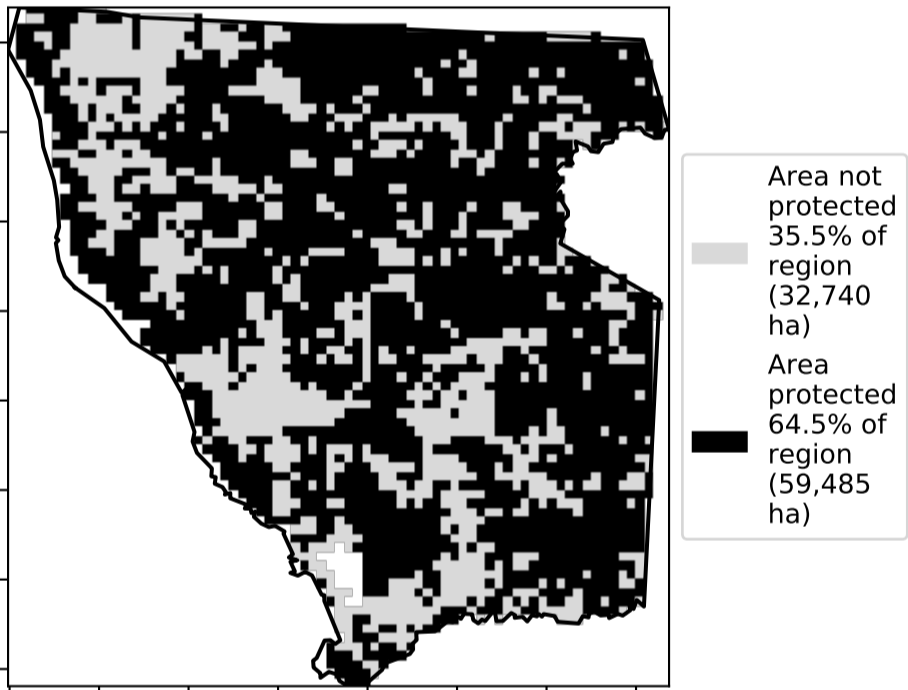 Area not
protected
35.5% of
region
(32,740
ha)
Area
protected
64.5% of
region
(59,485
ha)